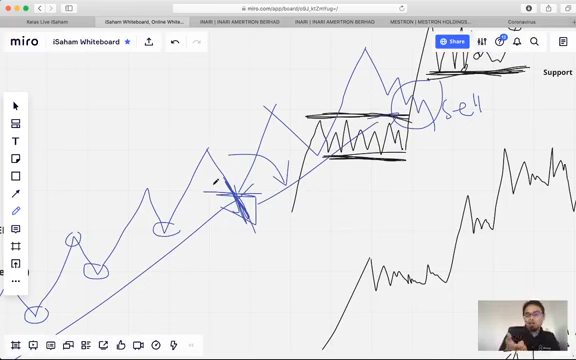 miro.com/app/board/o9J_ktZmYug=/
Kelas Live iSaham
iSaham Whiteboard, Online White...
INARI | INARI AMERTRON BERHAD
INARI | INARI AMERTRON BERHAD
MESTRON | MESTRON HOLDINGS...
Coronavirus
miro
iSaham Whiteboard
Share
Support
sell